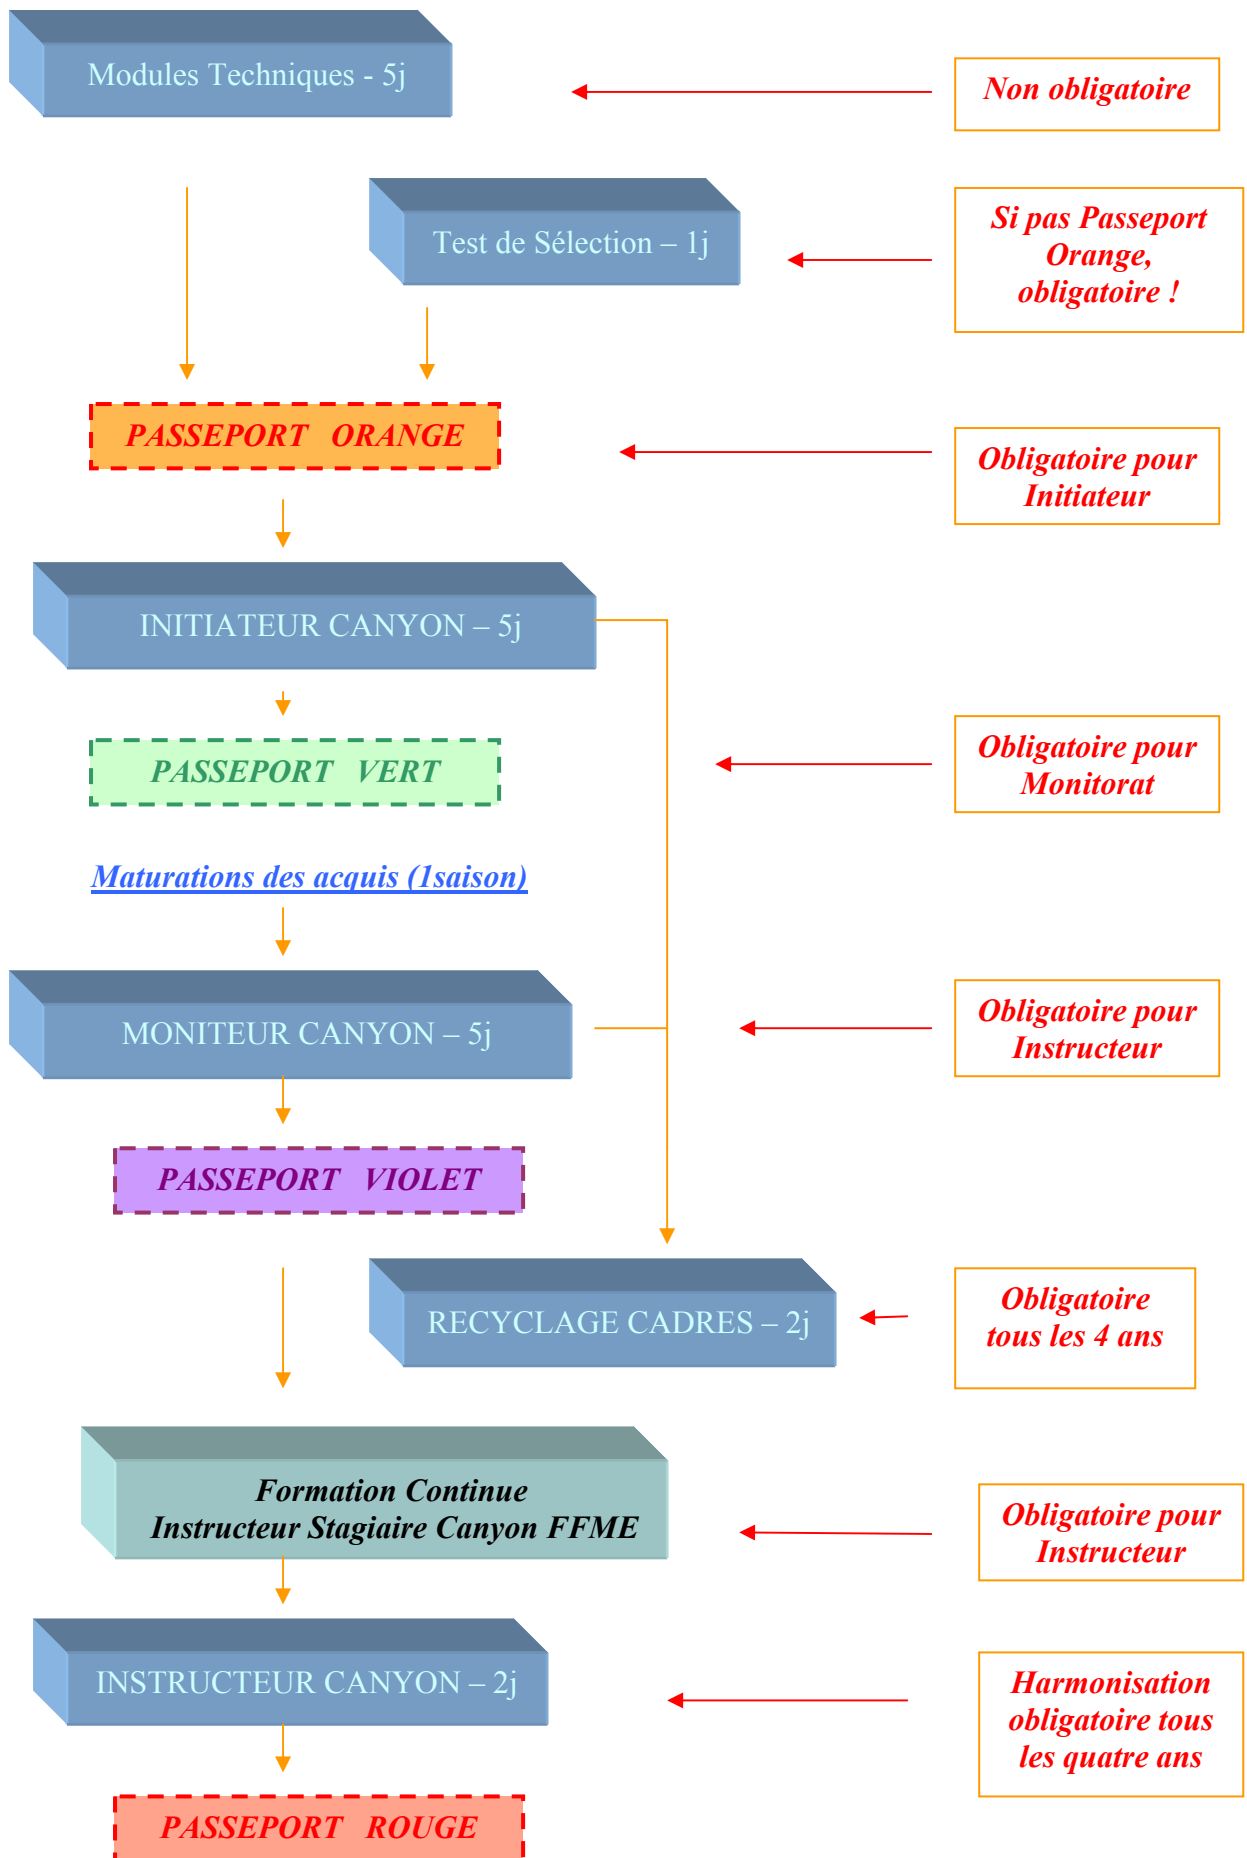 Modules Techniques - 5j
Non obligatoire
Test de Sélection – 1j
Si pas Passeport
Orange,
obligatoire !
PASSEPORT ORANGE
Obligatoire pour
Initiateur
INITIATEUR CANYON – 5j
PASSEPORT VERT
Obligatoire pour
Monitorat
Maturations des acquis (1saison)
MONITEUR CANYON – 5j
Obligatoire pour
Instructeur
PASSEPORT VIOLET
RECYCLAGE CADRES – 2j
Obligatoire
tous les 4 ans
Formation Continue
Instructeur Stagiaire Canyon FFME
Obligatoire pour
Instructeur
INSTRUCTEUR CANYON – 2j
Harmonisation
obligatoire tous
les quatre ans
PASSEPORT ROUGE